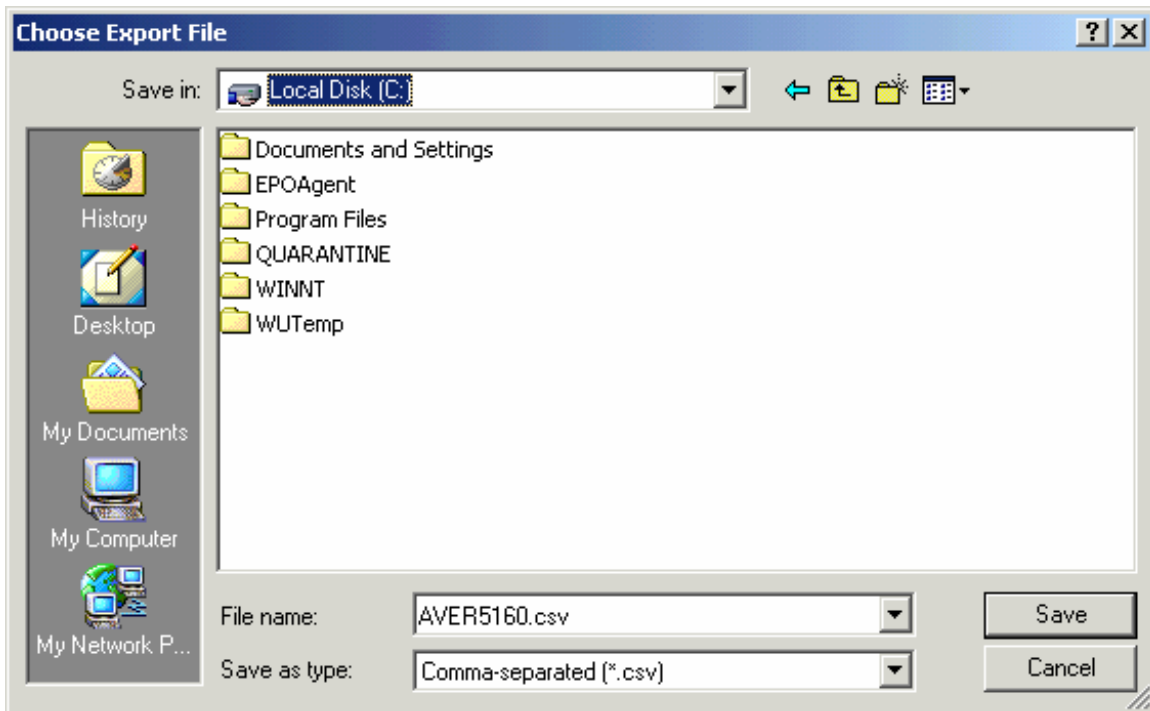 Choose Export File
Save in: Local Disk (C:)
History
Desktop
My Documents
My Computer
My Network P...
Documents and Settings
EPOAgent
Program Files
QUARANTINE
WINNT
WUTemp
File name: AVER5160.csv Save
Save as type: Comma-separated (*.csv) Cancel